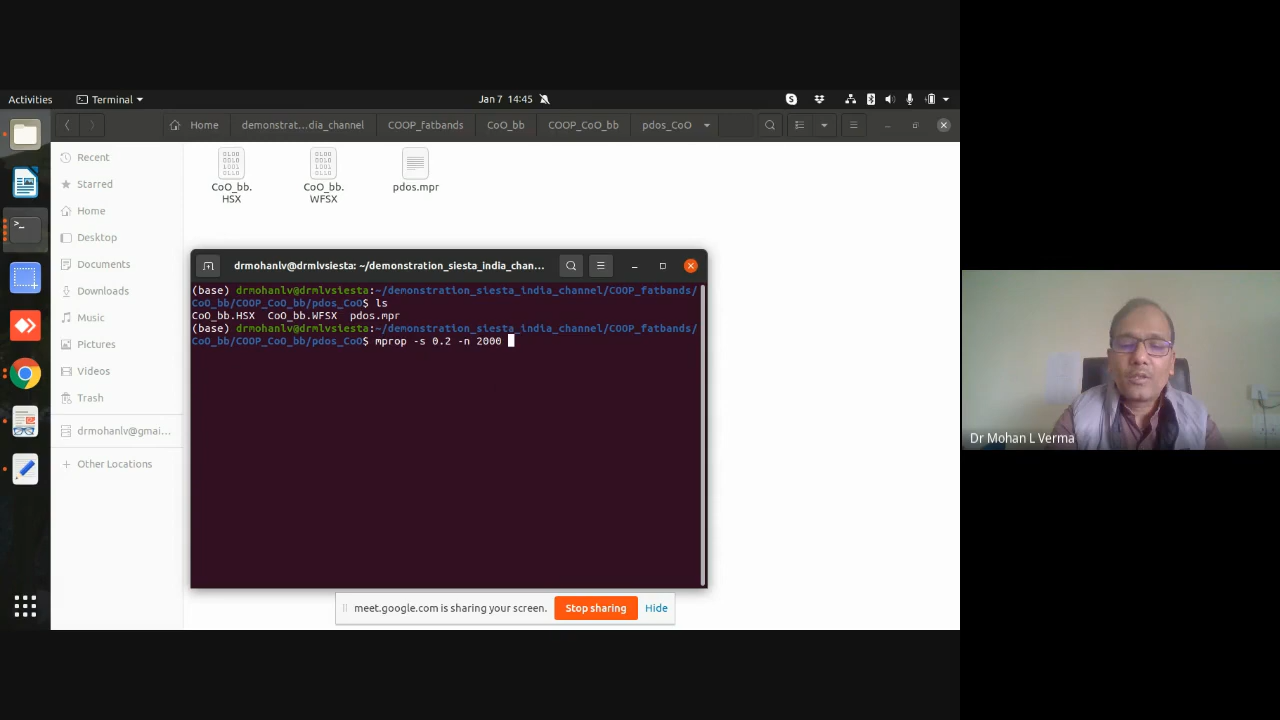 Activities
Terminal
Jan 7 14:45
Home
demonstrat…dia_channel
COOP_fatbands
CoO_bb
COOP_CoO_bb
pdos_CoO
Recent
Starred
Home
Desktop
Documents
Downloads
Music
Pictures
Videos
Trash
drmohanlv@gmai…
Other Locations
CoO_bb.
HSX
CoO_bb.
WFSX
pdos.mpr
drmohanlv@drmlvsiesta: ~/demonstration_siesta_india_chan…
(base) drmohanlv@drmlvsiesta:~/demonstration_siesta_india_channel/COOP_fatbands/
CoO_bb/COOP_CoO_bb/pdos_CoO$ ls
CoO_bb.HSX  CoO_bb.WFSX  pdos.mpr
(base) drmohanlv@drmlvsiesta:~/demonstration_siesta_india_channel/COOP_fatbands/
CoO_bb/COOP_CoO_bb/pdos_CoO$ mprop -s 0.2 -n 2000
meet.google.com is sharing your screen.
Stop sharing
Hide
Dr Mohan L Verma